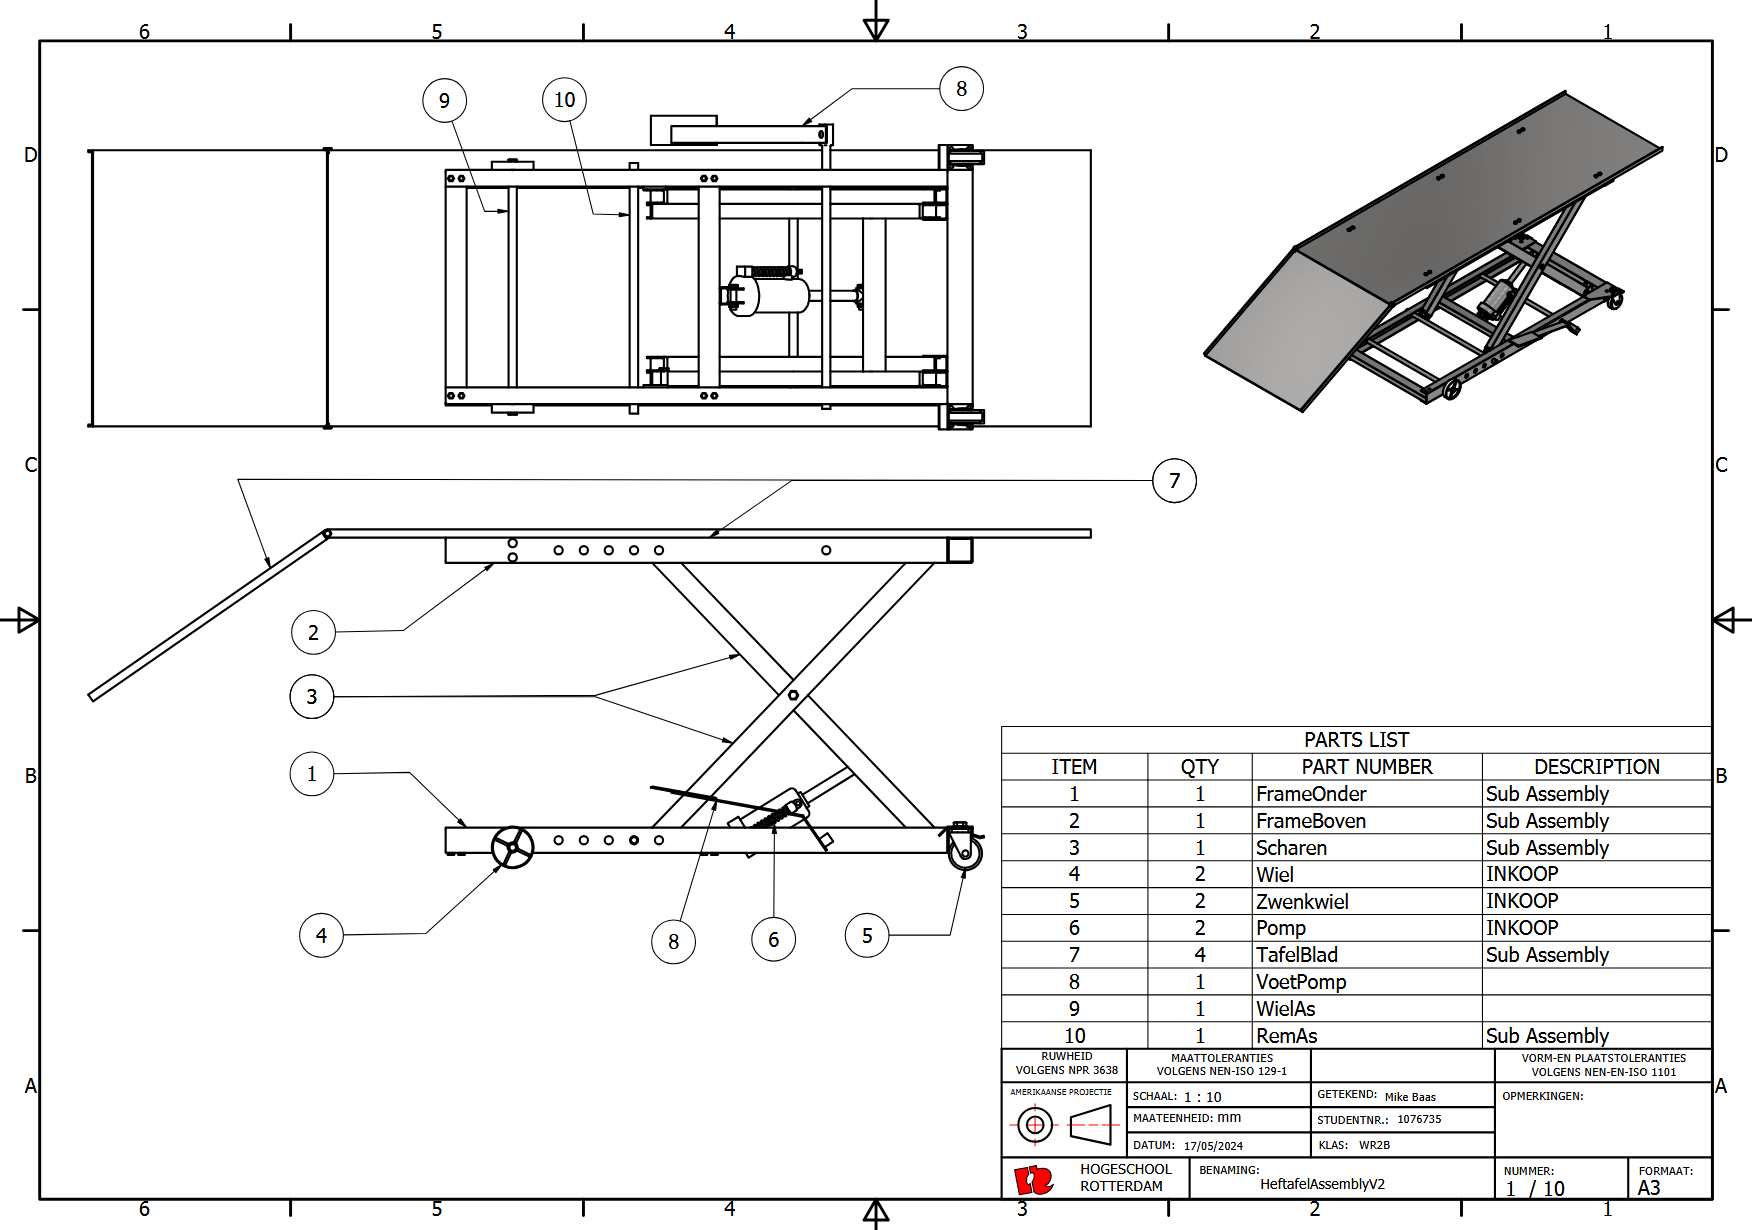 6 5 4 3 2 1
D
D
9
10
8
C
C
7
2
3
1
B
B
4
8
6
5
PARTS LIST
ITEM QTY PART NUMBER DESCRIPTION
1 1 FrameOnder Sub Assembly
2 1 FrameBoven Sub Assembly
3 1 Scharen Sub Assembly
4 2 Wiel INKOOP
5 2 Zwenkwiel INKOOP
6 2 Pomp INKOOP
7 4 TafelBlad Sub Assembly
8 1 VoetPomp
9 1 WielAs
10 1 RemAs Sub Assembly
A
A
RUWHEID
VOLGENS NPR 3638
MAATTOLERANTIES
VOLGENS NEN-ISO 129-1
VORM-EN PLAATSTOLERANTIES
VOLGENS NEN-EN-ISO 1101
AMERIKAANSE PROJECTIE
SCHAAL: 1 : 10
GETEKEND: Mike Baas
OPMERKINGEN:
MAATEENHEID: mm
STUDENTNR.: 1076735
DATUM: 17/05/2024
KLAS: WR2B
HOGESCHOOL
ROTTERDAM
BENAMING:
HeftafelAssemblyV2
NUMMER:
1 / 10
FORMAAT:
A3
6 5 4 3 2 1